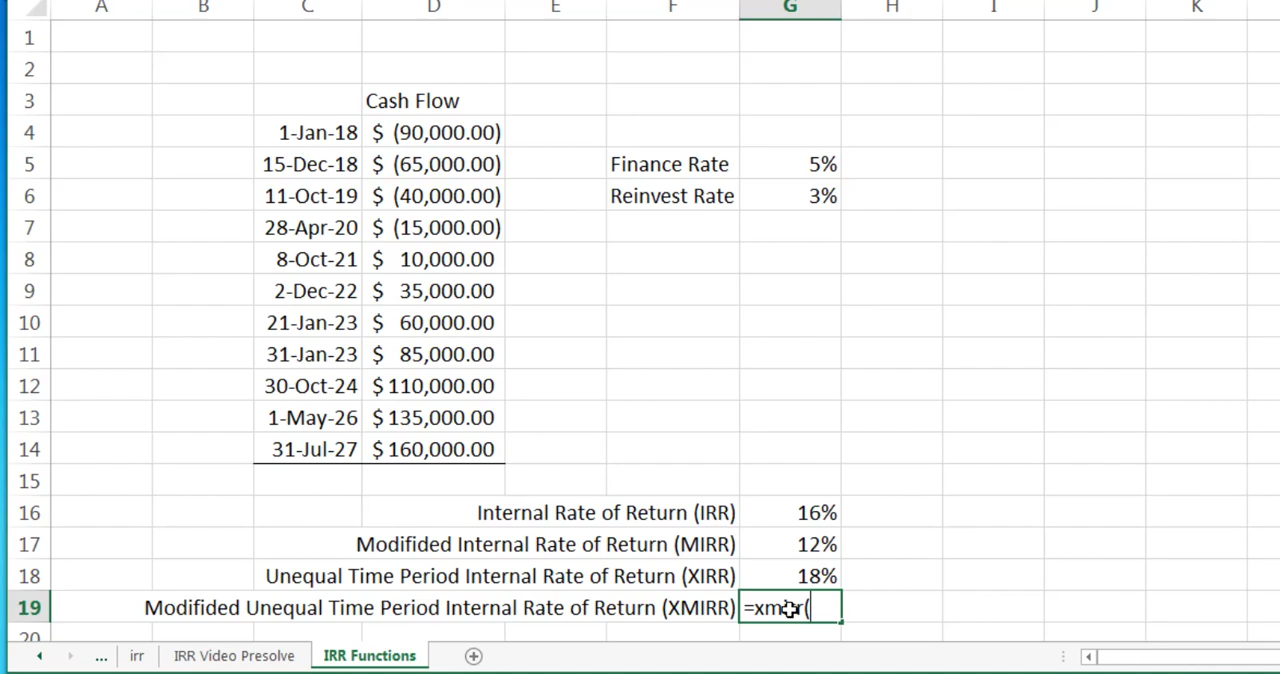 A B C D E F G H I J K
1
2
3 Cash Flow
4 1-Jan-18 $ (90,000.00)
5 15-Dec-18 $ (65,000.00) Finance Rate 5%
6 11-Oct-19 $ (40,000.00) Reinvest Rate 3%
7 28-Apr-20 $ (15,000.00)
8 8-Oct-21 $ 10,000.00
9 2-Dec-22 $ 35,000.00
10 21-Jan-23 $ 60,000.00
11 31-Jan-23 $ 85,000.00
12 30-Oct-24 $ 110,000.00
13 1-May-26 $ 135,000.00
14 31-Jul-27 $ 160,000.00
15
16 Internal Rate of Return (IRR) 16%
17 Modifided Internal Rate of Return (MIRR) 12%
18 Unequal Time Period Internal Rate of Return (XIRR) 18%
19 Modifided Unequal Time Period Internal Rate of Return (XMIRR)
20
... irr IRR Video Presolve IRR Functions